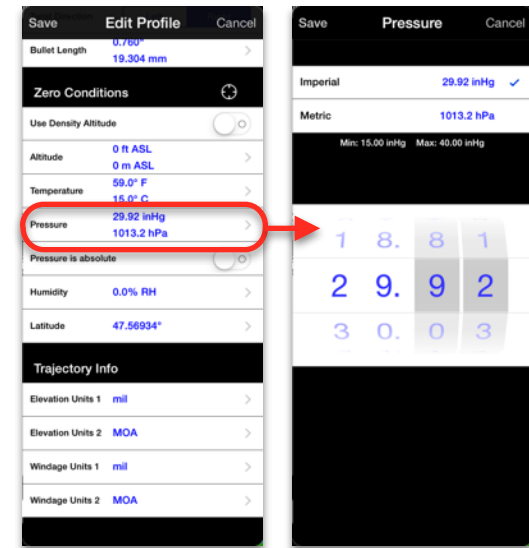 Save Edit Profile Cancel
Bullet Length 0.760"
19.304 mm
Zero Conditions
Use Density Altitude
Altitude 0 ft ASL
0 m ASL
Temperature 59.0° F
15.0° C
Pressure 29.92 inHg
1013.2 hPa
Pressure is absolute
Humidity 0.0% RH
Latitude 47.56934°
Trajectory Info
Elevation Units 1 mil
Elevation Units 2 MOA
Windage Units 1 mil
Windage Units 2 MOA
Save Pressure Cancel
Imperial 29.92 inHg ✓
Metric 1013.2 hPa
Min: 15.00 inHg Max: 40.00 inHg
1 8. 8 1
2 9. 9 2
3 0. 0 3